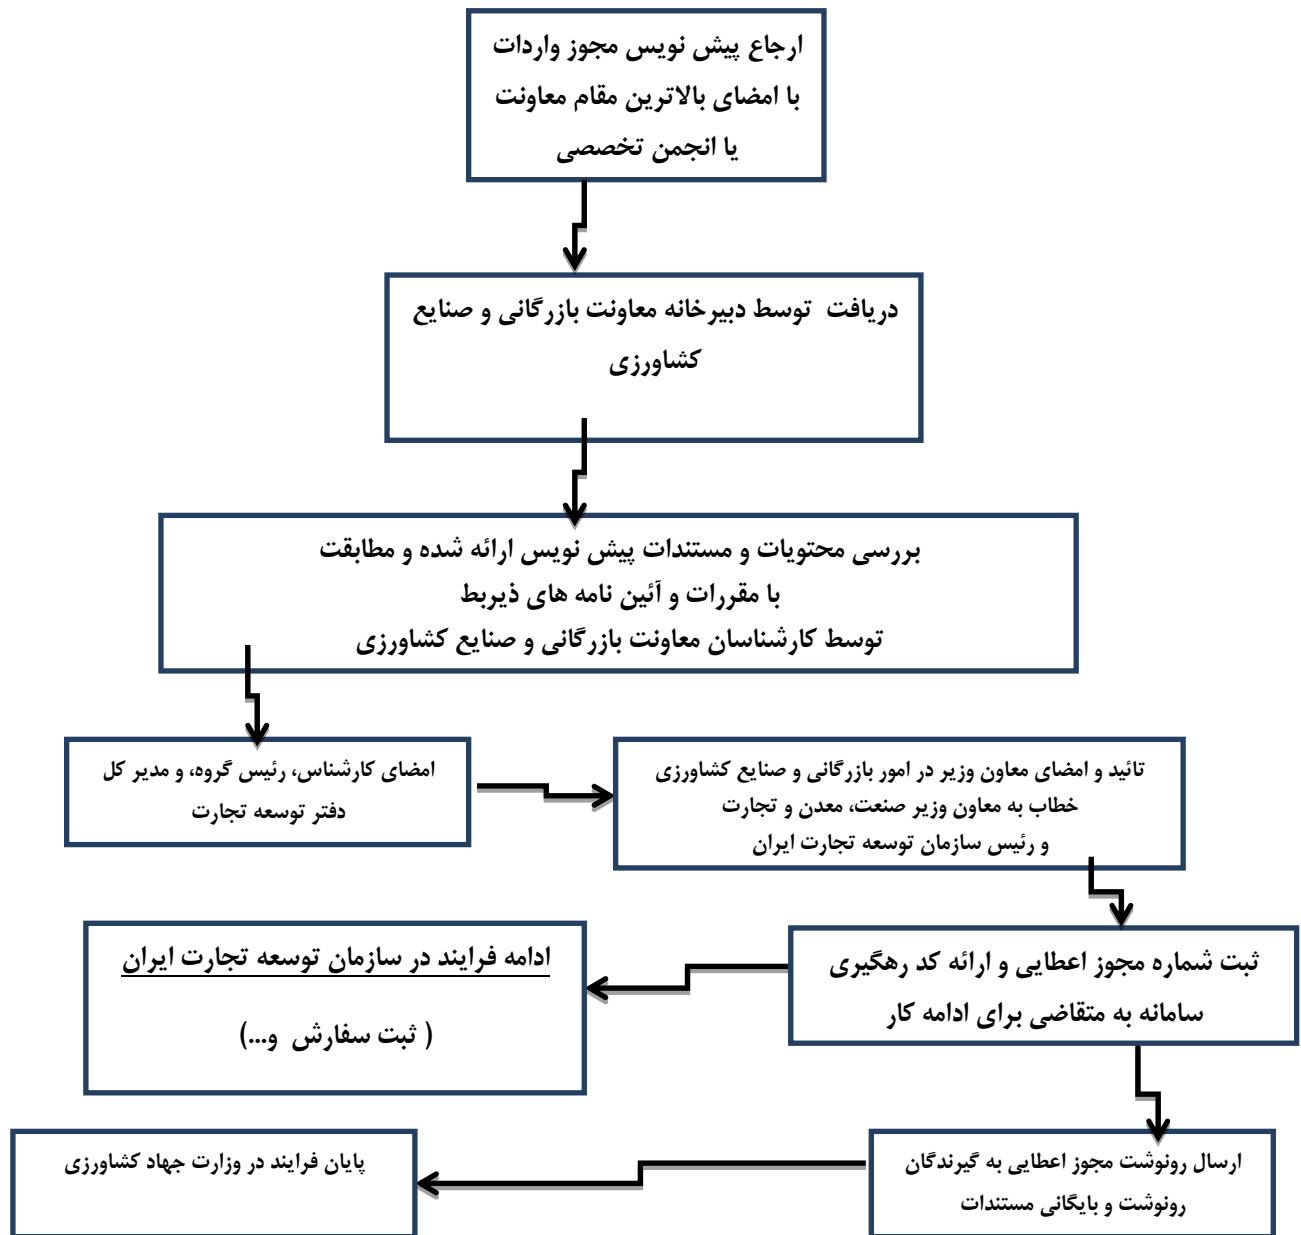 ارجاع پیش نویس مجوز واردات
با امضای بالاترین مقام معاونت
یا انجمن تخصصی
دریافت توسط دبیرخانه معاونت بازرگانی و صنایع
کشاورزی
بررسی محتویات و مستندات پیش نویس ارائه شده و مطابقت
با مقررات و آئین نامه های ذیربط
توسط کارشناسان معاونت بازرگانی و صنایع کشاورزی
امضای کارشناس، رئیس گروه، و مدیر کل
دفتر توسعه تجارت
تائید و امضای معاون وزیر در امور بازرگانی و صنایع کشاورزی
خطاب به معاون وزیر صنعت، معدن و تجارت
و رئیس سازمان توسعه تجارت ایران
ثبت شماره مجوز اعطایی و ارائه کد رهگیری
سامانه به متقاضی برای ادامه کار
ادامه فرایند در سازمان توسعه تجارت ایران
( ثبت سفارش و...)
ارسال رونوشت مجوز اعطایی به گیرندگان
رونوشت و بایگانی مستندات
پایان فرایند در وزارت جهاد کشاورزی